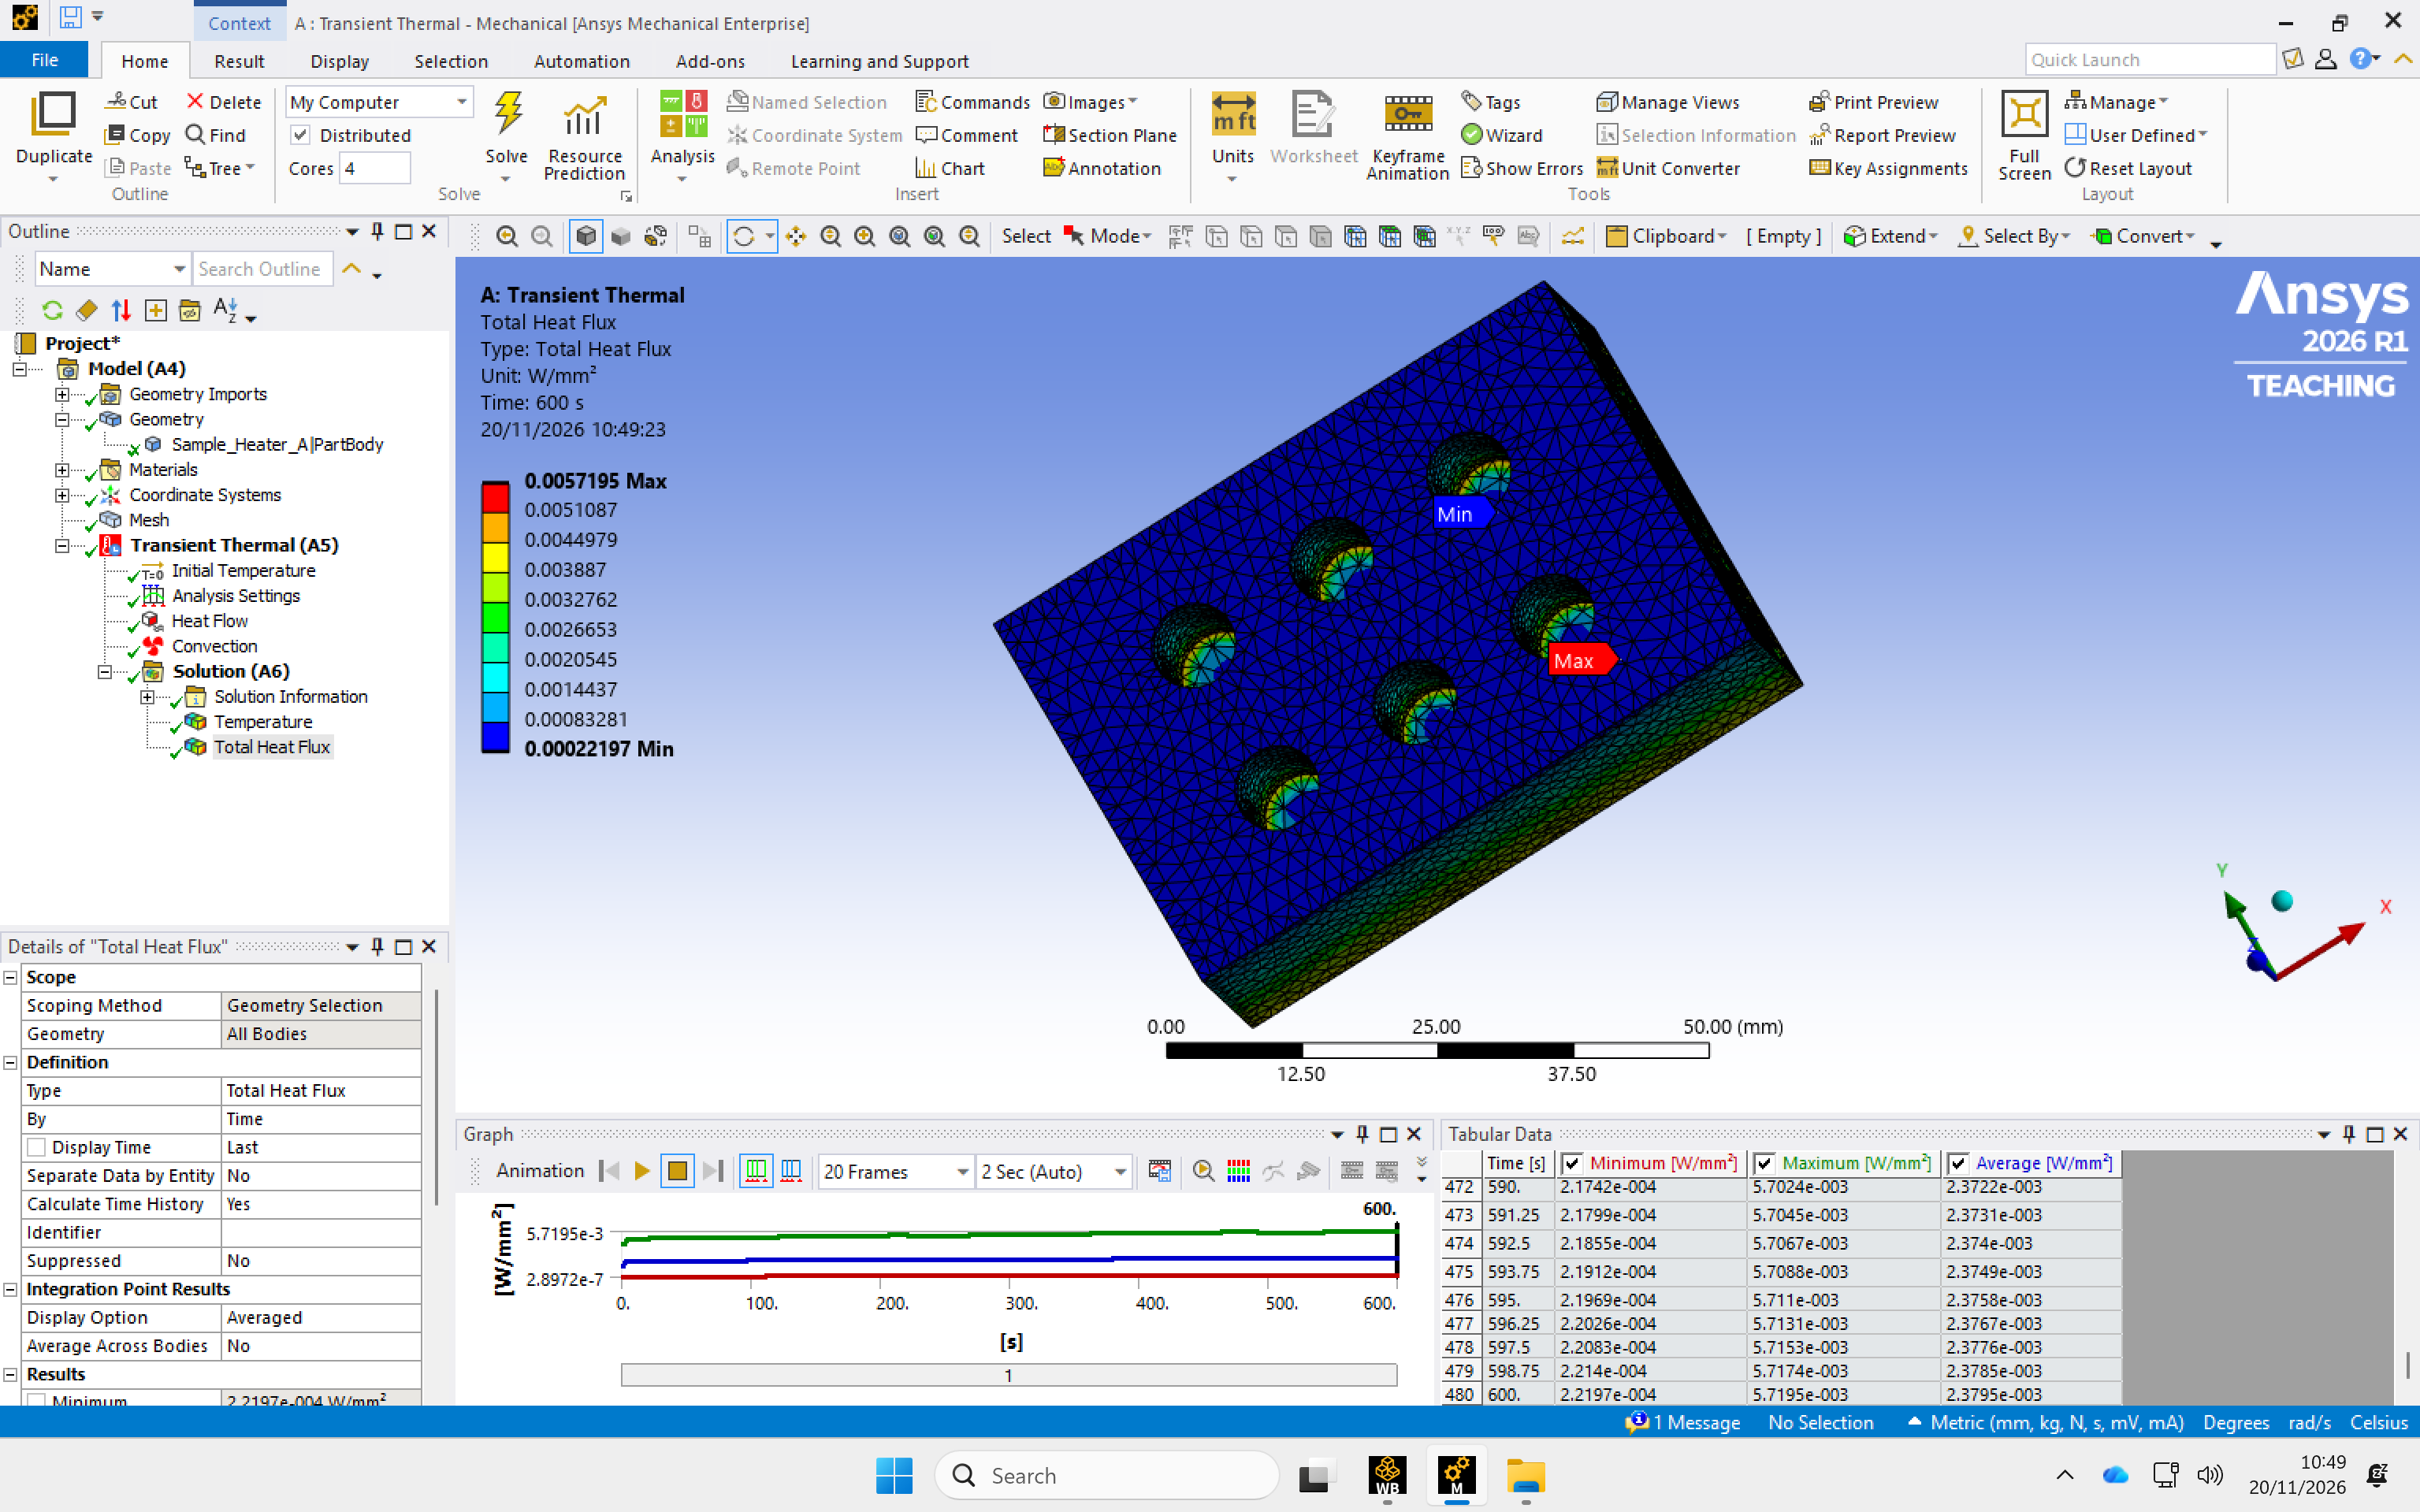 Context A : Transient Thermal - Mechanical [Ansys Mechanical Enterprise]
File Home Result Display Selection Automation Add-ons Learning and Support Quick Launch
Duplicate Cut Copy Paste Delete Find Tree Outline
My Computer Distributed Cores 4 Solve Resource Prediction Solve
Analysis Named Selection Coordinate System Remote Point Commands Comment Chart Images Section Plane Annotation Insert
Units Worksheet Keyframe Animation Tags Wizard Show Errors Manage Views Selection Information Unit Converter Print Preview Report Preview Key Assignments Tools
Full Screen Manage User Defined Reset Layout Layout
Outline
Name Search Outline
Select Mode Clipboard [ Empty ] Extend Select By Convert
Project*
Model (A4)
Geometry Imports
Geometry
Sample_Heater_A|PartBody
Materials
Coordinate Systems
Mesh
Transient Thermal (A5)
Initial Temperature
Analysis Settings
Heat Flow
Convection
Solution (A6)
Solution Information
Temperature
Total Heat Flux
A: Transient Thermal
Total Heat Flux
Type: Total Heat Flux
Unit: W/mm²
Time: 600 s
20/11/2026 10:49:23
0.0057195 Max
0.0051087
0.0044979
0.003887
0.0032762
0.0026653
0.0020545
0.0014437
0.00083281
0.00022197 Min
Min
Max
Ansys
2026 R1
TEACHING
Y
X
Z
0.00 25.00 50.00 (mm)
12.50 37.50
Details of "Total Heat Flux"
Scope
Scoping Method Geometry Selection
Geometry All Bodies
Definition
Type Total Heat Flux
By Time
Display Time Last
Separate Data by Entity No
Calculate Time History Yes
Identifier
Suppressed No
Integration Point Results
Display Option Averaged
Average Across Bodies No
Results
Minimum 2.2197e-004 W/mm²
Graph
Animation 20 Frames 2 Sec (Auto)
600.
[W/mm²]
5.7195e-3
2.8972e-7
0. 100. 200. 300. 400. 500. 600.
[s]
1
Tabular Data
Time [s] Minimum [W/mm²] Maximum [W/mm²] Average [W/mm²]
472 590. 2.1742e-004 5.7024e-003 2.3722e-003
473 591.25 2.1799e-004 5.7045e-003 2.3731e-003
474 592.5 2.1855e-004 5.7067e-003 2.374e-003
475 593.75 2.1912e-004 5.7088e-003 2.3749e-003
476 595. 2.1969e-004 5.711e-003 2.3758e-003
477 596.25 2.2026e-004 5.7131e-003 2.3767e-003
478 597.5 2.2083e-004 5.7153e-003 2.3776e-003
479 598.75 2.214e-004 5.7174e-003 2.3785e-003
480 600. 2.2197e-004 5.7195e-003 2.3795e-003
1 Message No Selection Metric (mm, kg, N, s, mV, mA) Degrees rad/s Celsius
Search WB M
10:49
20/11/2026